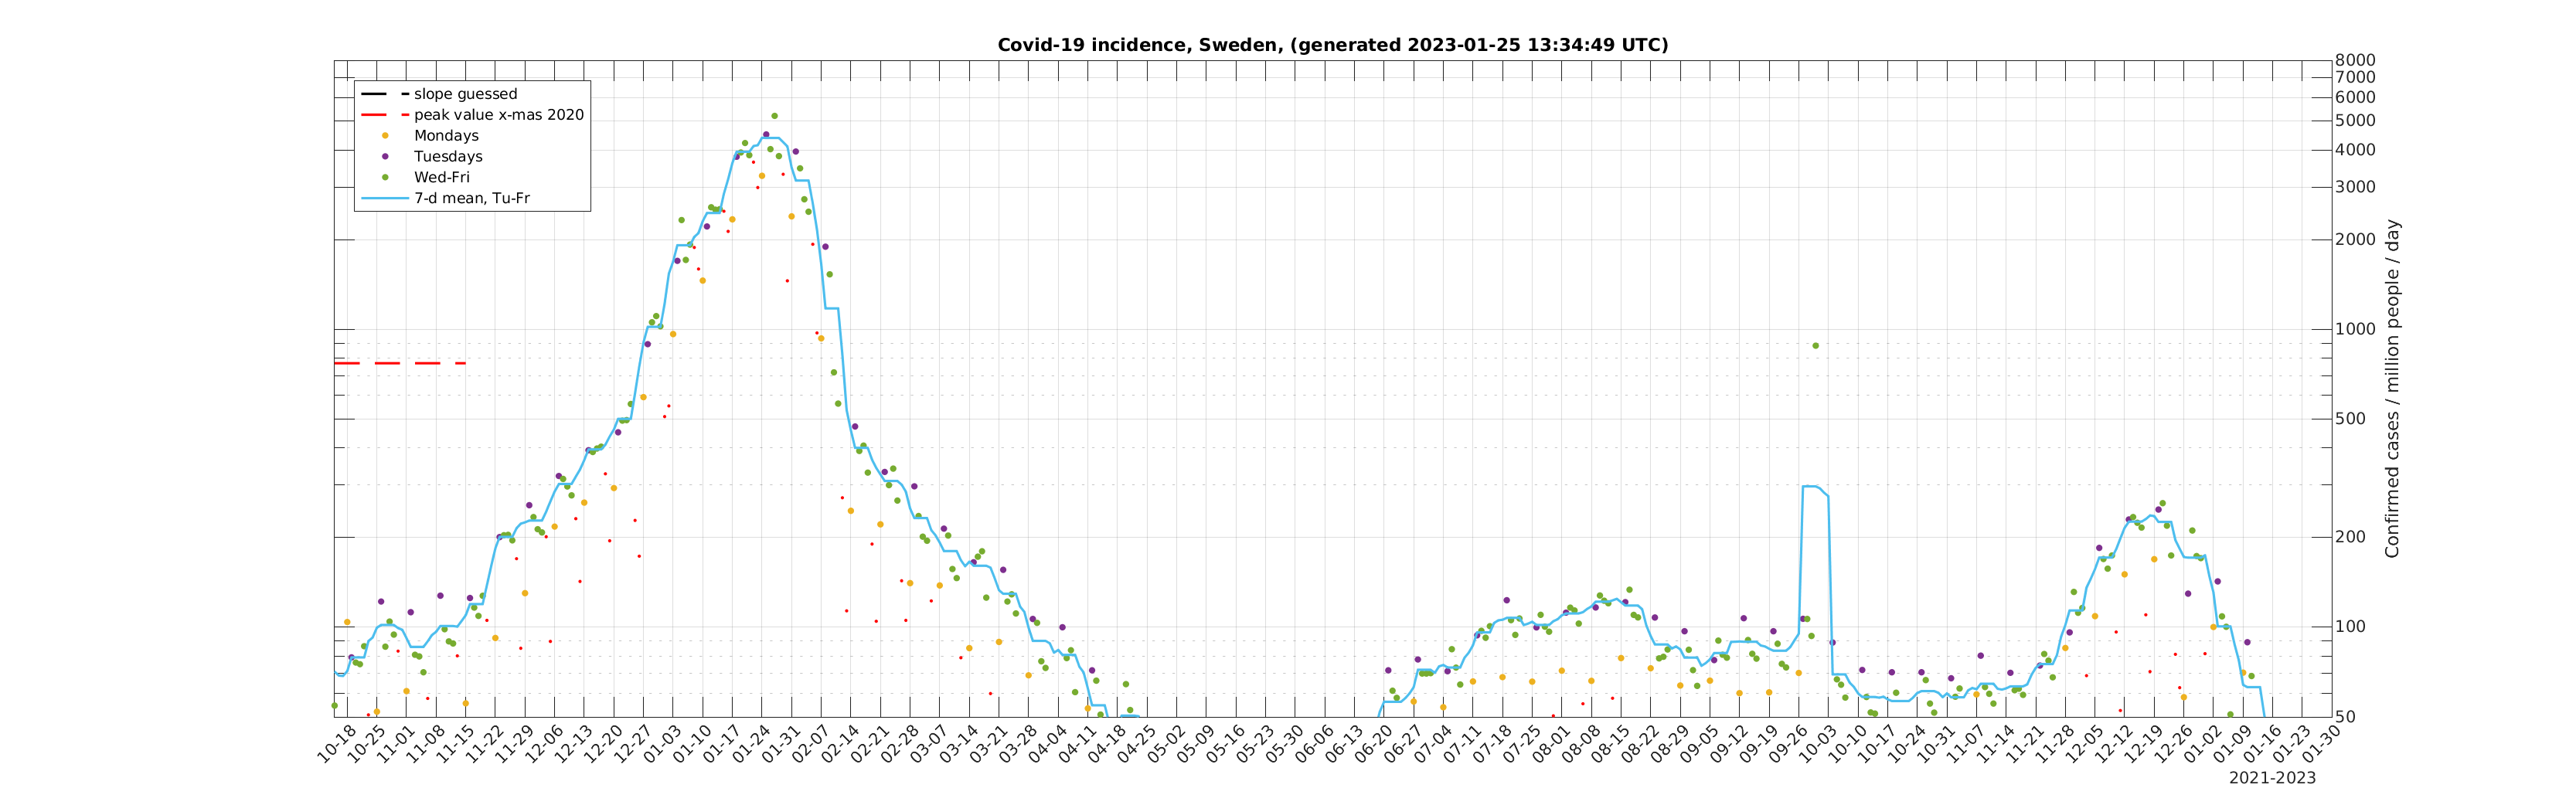 Covid-19 incidence, Sweden, (generated 2023-01-25 13:34:49 UTC)
slope guessed
peak value x-mas 2020
Mondays
Tuesdays
Wed-Fri
7-d mean, Tu-Fr
8000
7000
6000
5000
4000
3000
2000
1000
500
200
100
50
Confirmed cases / million people / day
10-18 10-25 11-01 11-08 11-15 11-22 11-29 12-06 12-13 12-20 12-27 01-03 01-10 01-17 01-24 01-31 02-07 02-14 02-21 02-28 03-07 03-14 03-21 03-28 04-04 04-11 04-18 04-25 05-02 05-09 05-16 05-23 05-30 06-06 06-13 06-20 06-27 07-04 07-11 07-18 07-25 08-01 08-08 08-15 08-22 08-29 09-05 09-12 09-19 09-26 10-03 10-10 10-17 10-24 10-31 11-07 11-14 11-21 11-28 12-05 12-12 12-19 12-26 01-02 01-09 01-16 01-23 01-30
2021-2023